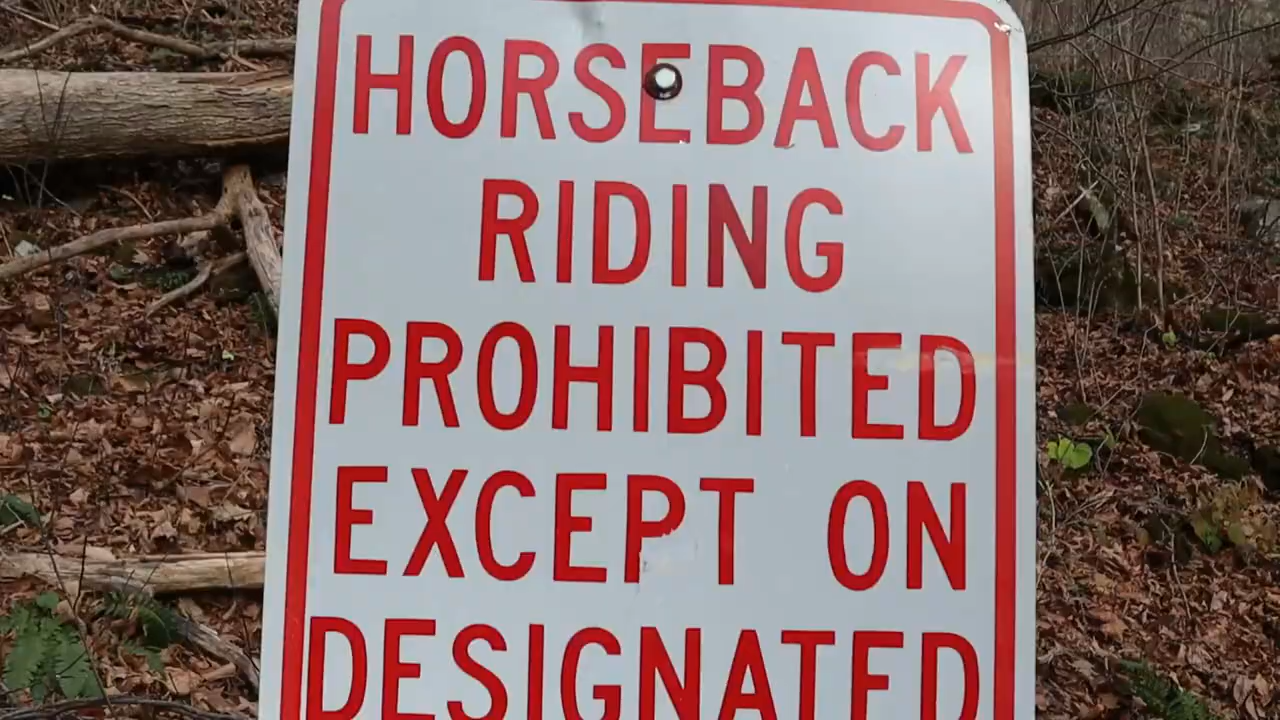 HORSEBACK
RIDING
PROHIBITED
EXCEPT ON
DESIGNATED